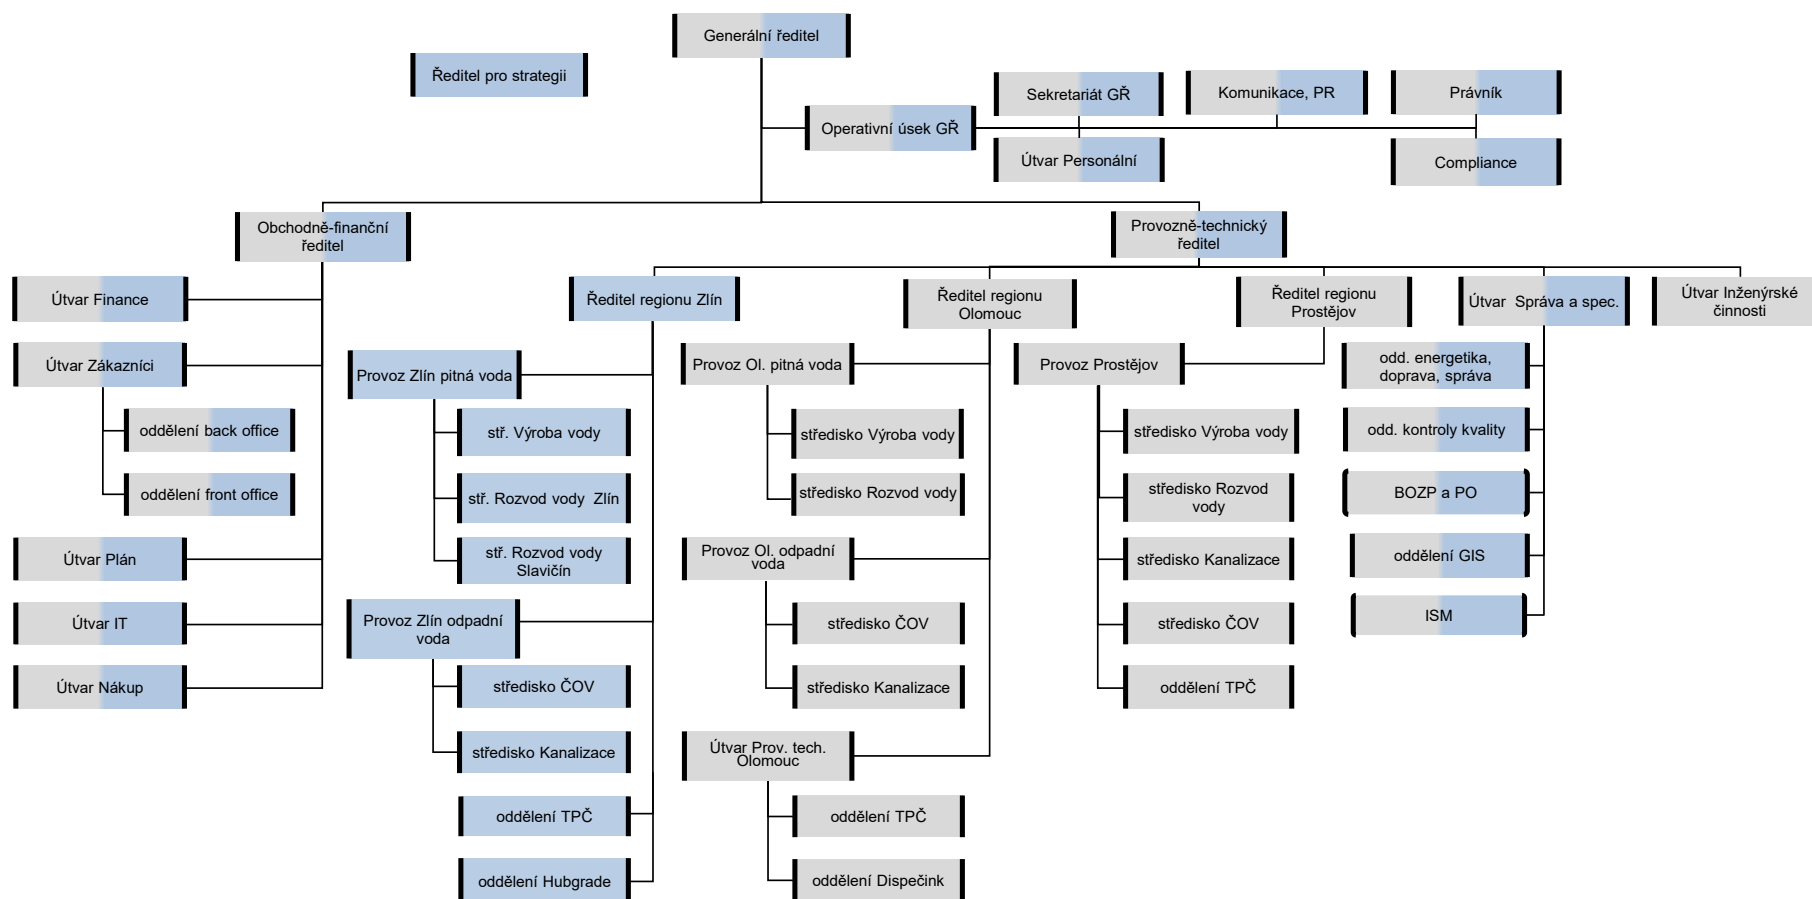 Generální ředitel
Ředitel pro strategii
Sekretariát GŘ
Komunikace, PR
Právník
Operativní úsek GŘ
Útvar Personální
Compliance
Obchodně-finanční
ředitel
Provozně-technický
ředitel
Útvar Finance
Útvar Zákazníci
oddělení back office
oddělení front office
Útvar Plán
Útvar IT
Útvar Nákup
Ředitel regionu Zlín
Provoz Zlín pitná voda
stř. Výroba vody
stř. Rozvod vody  Zlín
stř. Rozvod vody
Slavičín
Provoz Zlín odpadní
voda
středisko ČOV
středisko Kanalizace
oddělení TPČ
oddělení Hubgrade
Ředitel regionu
Olomouc
Provoz Ol. pitná voda
středisko Výroba vody
středisko Rozvod vody
Provoz Ol. odpadní
voda
středisko ČOV
středisko Kanalizace
Útvar Prov. tech.
Olomouc
oddělení TPČ
oddělení Dispečink
Ředitel regionu
Prostějov
Provoz Prostějov
středisko Výroba vody
středisko Rozvod
vody
středisko Kanalizace
středisko ČOV
oddělení TPČ
Útvar  Správa a spec.
odd. energetika,
doprava, správa
odd. kontroly kvality
BOZP a PO
oddělení GIS
ISM
Útvar Inženýrské
činnosti